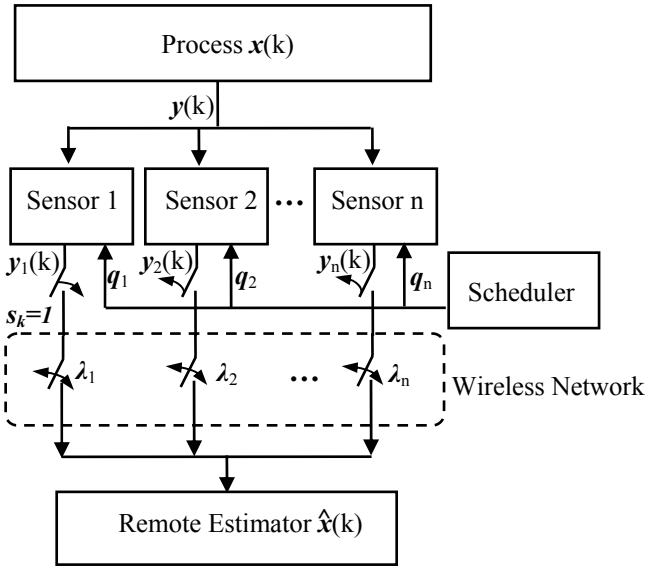 Process x(k)
y(k)
Sensor 1 Sensor 2 ... Sensor n
y₁(k) q₁ y₂(k) q₂ yₙ(k) qₙ
Scheduler
sₖ=1
λ₁ λ₂ ... λₙ
Wireless Network
Remote Estimator x̂(k)